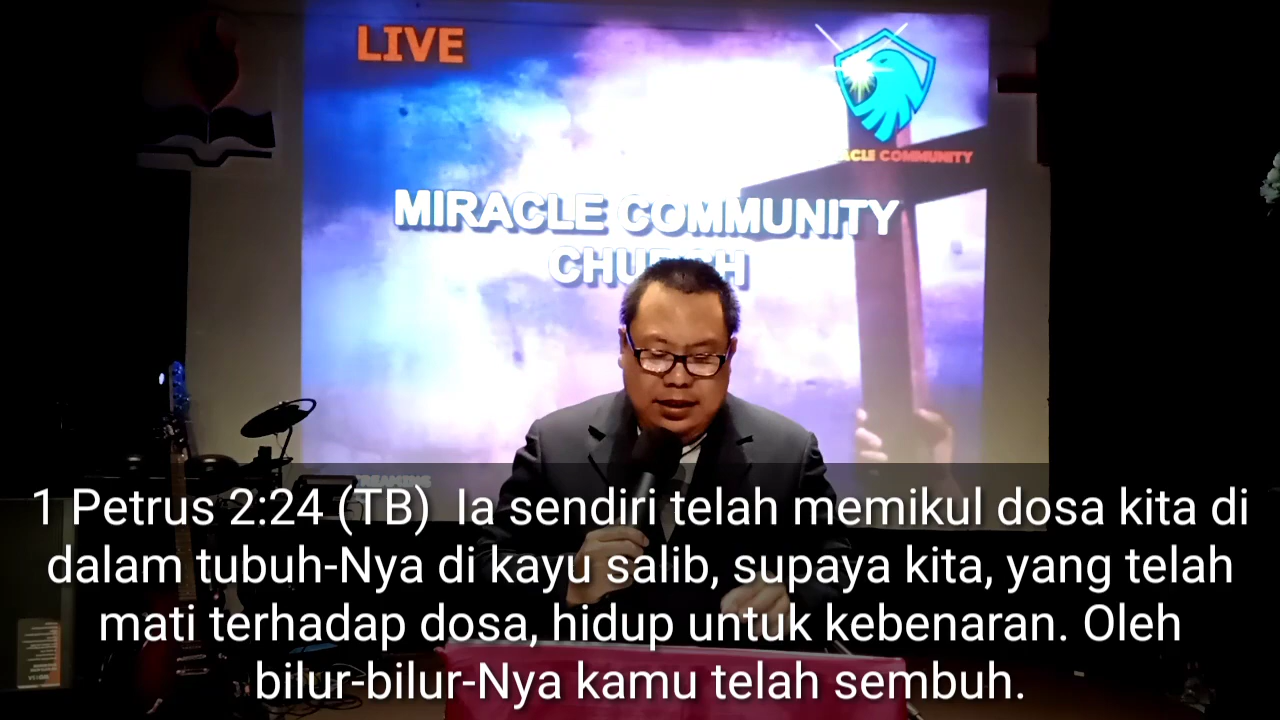 LIVE
ACLE COMMUNITY
MIRACLE COMMUNITY
CHURCH
1 Petrus 2:24 (TB)  Ia sendiri telah memikul dosa kita di
dalam tubuh-Nya di kayu salib, supaya kita, yang telah
mati terhadap dosa, hidup untuk kebenaran. Oleh
bilur-bilur-Nya kamu telah sembuh.